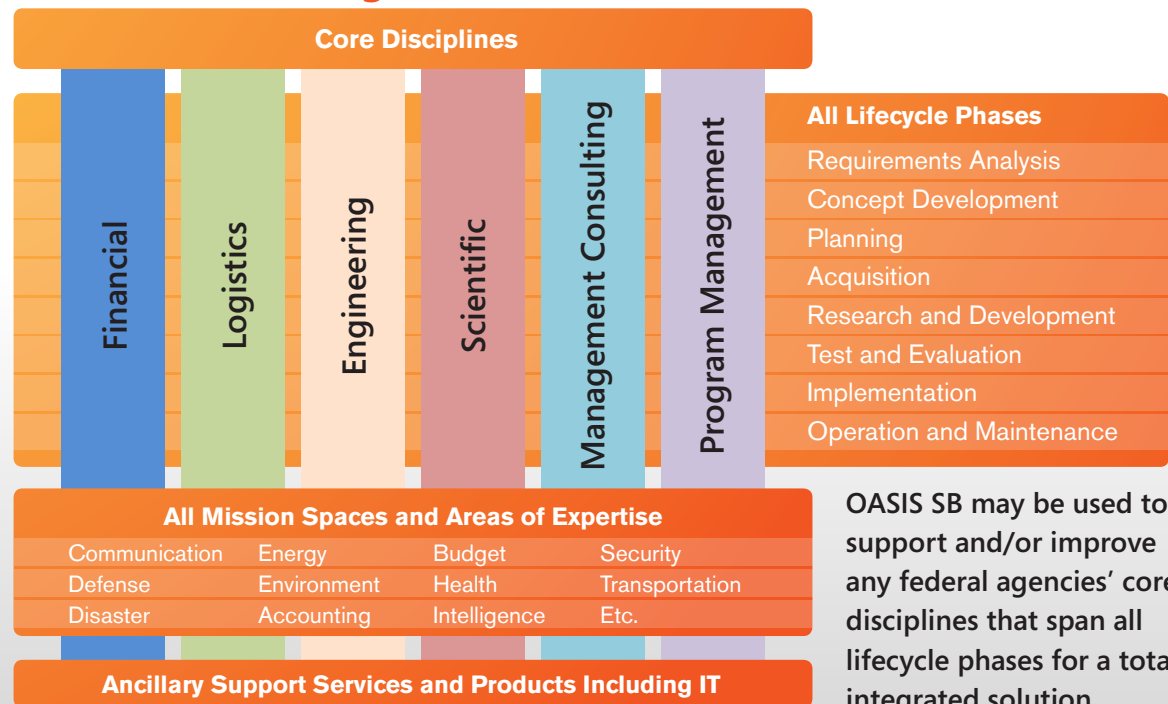 Core Disciplines
Financial
Logistics
Engineering
Scientific
Management Consulting
Program Management
All Lifecycle Phases
Requirements Analysis
Concept Development
Planning
Acquisition
Research and Development
Test and Evaluation
Implementation
Operation and Maintenance
All Mission Spaces and Areas of Expertise
Communication Energy Budget Security
Defense Environment Health Transportation
Disaster Accounting Intelligence Etc.
Ancillary Support Services and Products Including IT
OASIS SB may be used to
support and/or improve
any federal agencies’ core
disciplines that span all
lifecycle phases for a total
integrated solution